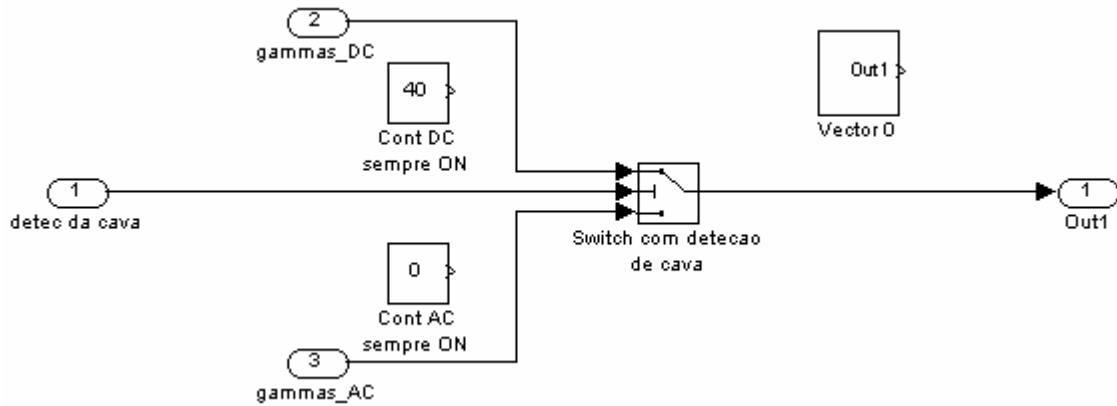 2
gammas_DC
40
Cont DC
sempre ON
Out1
Vector 0
1
detec da cava
Switch com detecao
de cava
1
Out1
0
Cont AC
sempre ON
3
gammas_AC